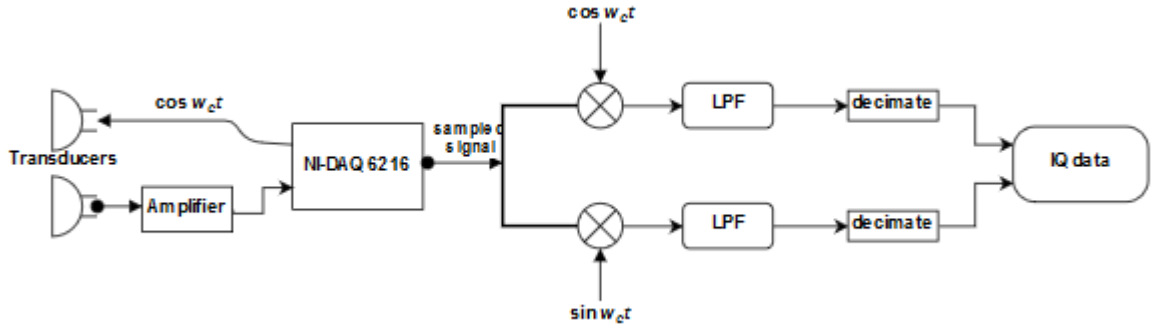 cos w_c t
cos w_c t
Transducers
Amplifier
NI-DAQ 6216
sampled
signal
LPF
decimate
IQ data
LPF
decimate
sin w_c t